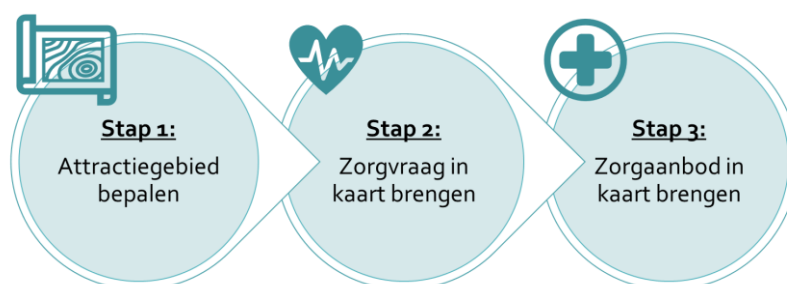 Stap 1:
Attractiegebied
bepalen
Stap 2:
Zorgvraag in
kaart brengen
Stap 3:
Zorgaanbod in
kaart brengen